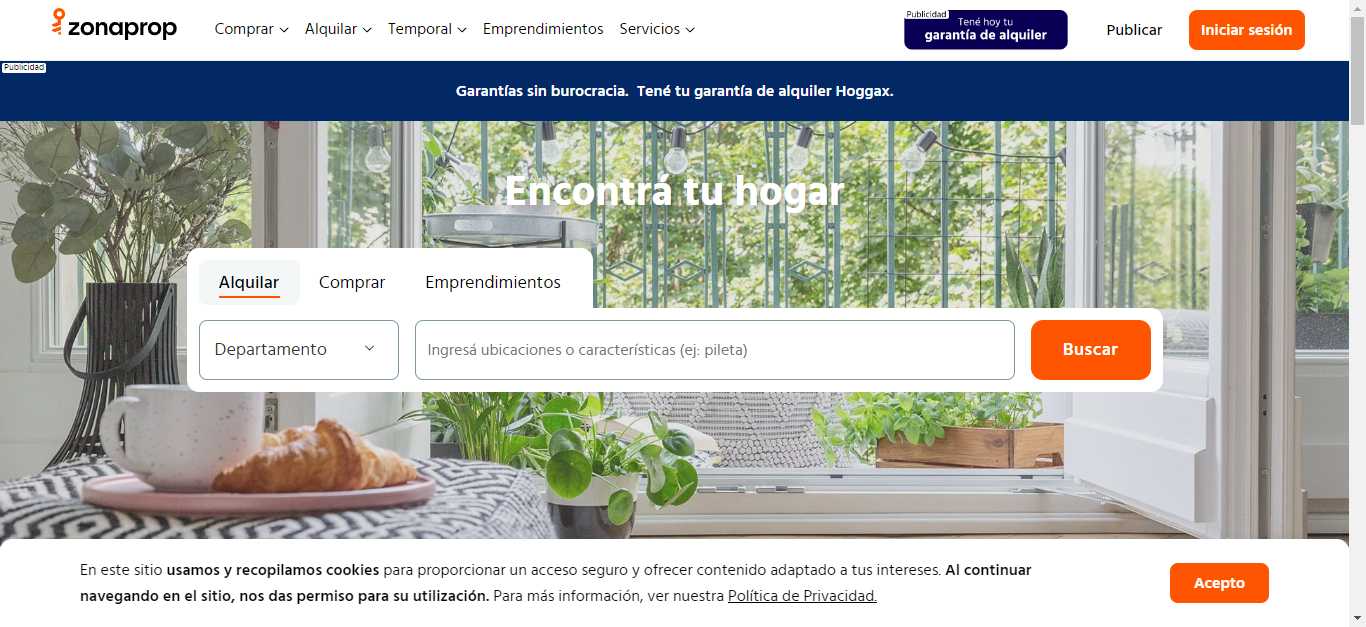 zonaprop
Comprar
Alquilar
Temporal
Emprendimientos
Servicios
Publicidad
Tené hoy tu
garantía de alquiler
Publicar
Iniciar sesión
Publicidad
Garantías sin burocracia. Tené tu garantía de alquiler Hoggax.
Encontrá tu hogar
Alquilar
Comprar
Emprendimientos
Departamento
Ingresá ubicaciones o características (ej: pileta)
Buscar
En este sitio usamos y recopilamos cookies para proporcionar un acceso seguro y ofrecer contenido adaptado a tus intereses. Al continuar
navegando en el sitio, nos das permiso para su utilización. Para más información, ver nuestra Política de Privacidad.
Acepto